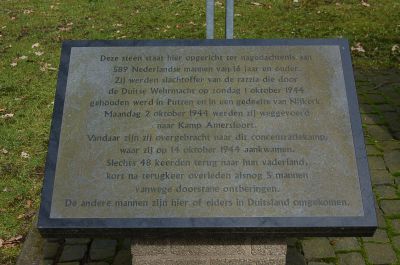 Deze steen staat hier opgericht ter nagedachtenis aan
589 Nederlandse mannen van 16 jaar en ouder.
Zij werden slachtoffer van de razzia die door
de Duitse Wehrmacht op zondag 1 oktober 1944
gehouden werd in Putten en in een gedeelte van Nijkerk.
Maandag 2 oktober 1944 werden zij weggevoerd
naar Kamp Amersfoort.
Vandaar zijn zij overgebracht naar dit concentratiekamp,
waar zij op 14 oktober 1944 aankwamen.
Slechts 48 keerden terug naar hun vaderland,
kort na terugkeer overleden alsnog 5 mannen
vanwege doorstane ontberingen.
De andere mannen zijn hier of elders in Duitsland omgekomen.